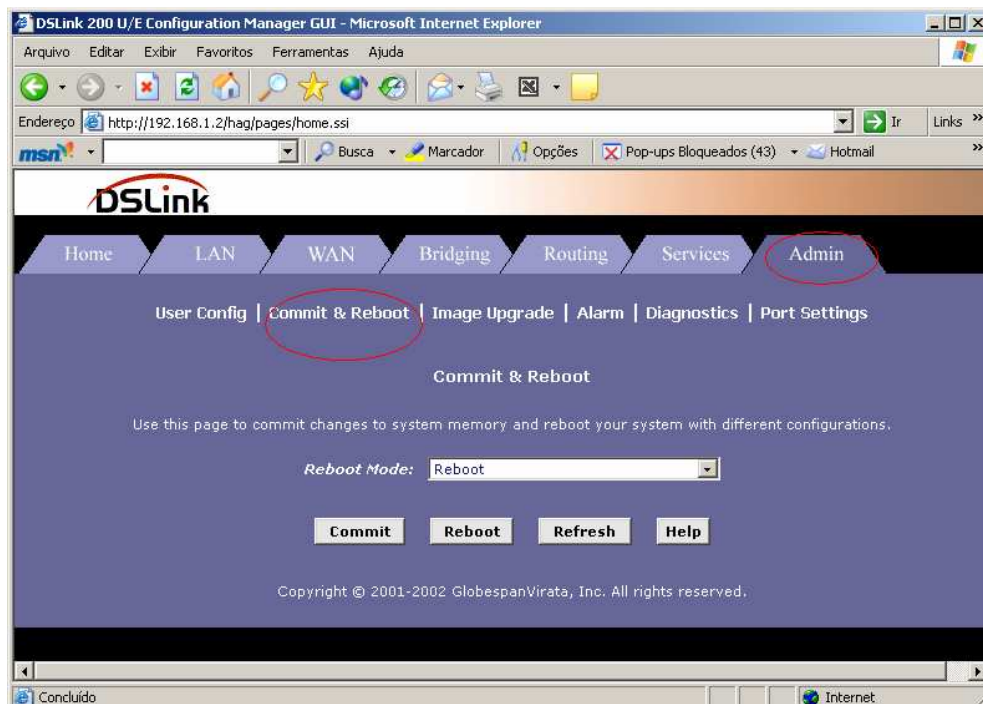 DSLink 200 U/E Configuration Manager GUI - Microsoft Internet Explorer
Arquivo Editar Exibir Favoritos Ferramentas Ajuda
Endereço http://192.168.1.2/hag/pages/home.ssi Ir Links »
msn Busca Marcador Opções Pop-ups Bloqueados (43) Hotmail »
DSLink
Home LAN WAN Bridging Routing Services Admin
User Config | Commit & Reboot | Image Upgrade | Alarm | Diagnostics | Port Settings
Commit & Reboot
Use this page to commit changes to system memory and reboot your system with different configurations.
Reboot Mode: Reboot
Commit Reboot Refresh Help
Copyright © 2001-2002 GlobespanVirata, Inc. All rights reserved.
Concluído Internet